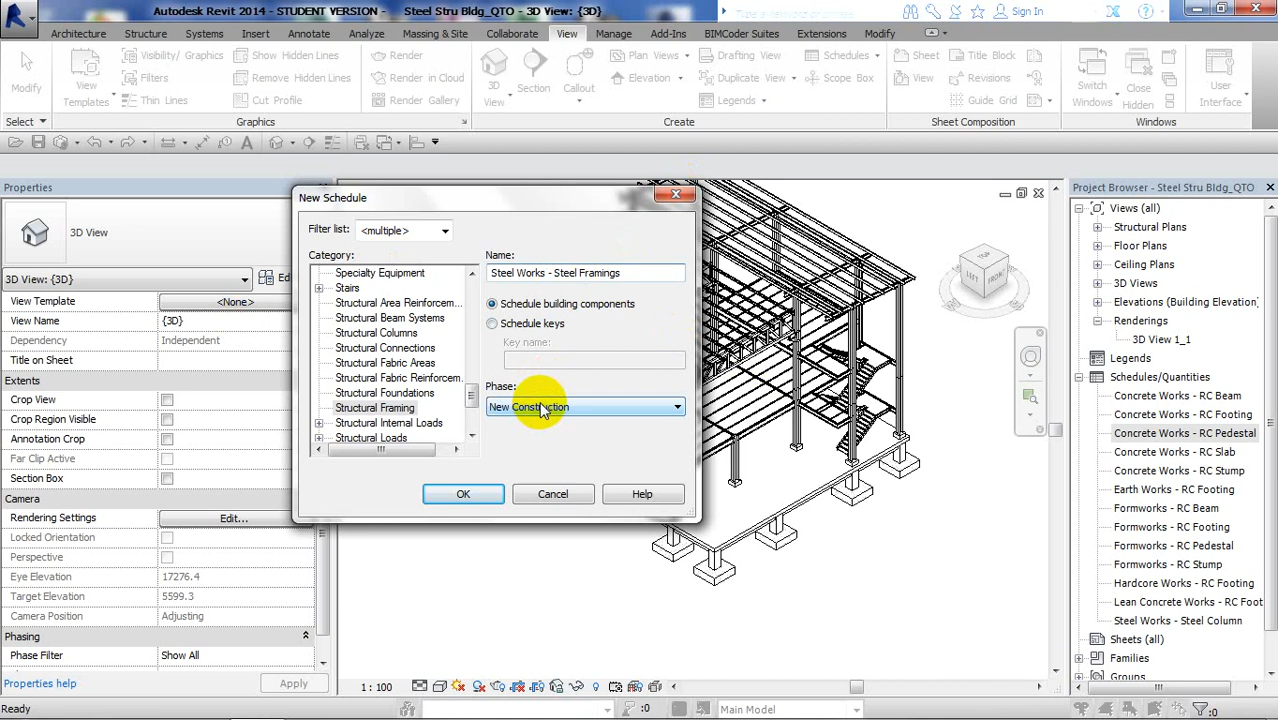 Autodesk Revit 2014 - STUDENT VERSION - Steel Stru Bldg_QTO - 3D View: {3D}
Type a keyword or phrase
Sign In
Architecture Structure Systems Insert Annotate Analyze Massing & Site Collaborate View Manage Add-Ins BIMCoder Suites Extensions Modify
Modify
View Templates
Visibility/ Graphics
Filters
Thin Lines
Show Hidden Lines
Remove Hidden Lines
Cut Profile
Render
Render in Cloud
Render Gallery
3D View
Section
Callout
Plan Views
Elevation
Drafting View
Duplicate View
Legends
Schedules
Scope Box
Sheet
View
Title Block
Revisions
Guide Grid
Switch Windows
Close Hidden
User Interface
Select Graphics Create Sheet Composition Windows
Properties
3D View
3D View: {3D}
Edi
View Template <None>
View Name {3D}
Dependency Independent
Title on Sheet
Extents
Crop View
Crop Region Visible
Annotation Crop
Far Clip Active
Section Box
Camera
Rendering Settings Edit...
Locked Orientation
Perspective
Eye Elevation 17276.4
Target Elevation 5599.3
Camera Position Adjusting
Phasing
Phase Filter Show All
Properties help
Apply
New Schedule
Filter list: <multiple>
Category:
Specialty Equipment
Stairs
Structural Area Reinforcem...
Structural Beam Systems
Structural Columns
Structural Connections
Structural Fabric Areas
Structural Fabric Reinforcem...
Structural Foundations
Structural Framing
Structural Internal Loads
Structural Loads
Name:
Steel Works - Steel Framings
Schedule building components
Schedule keys
Key name:
Phase:
New Construction
OK Cancel Help
TOP
LEFT
FRONT
1 : 100
Project Browser - Steel Stru Bldg_QTO
Views (all)
Structural Plans
Floor Plans
Ceiling Plans
3D Views
Elevations (Building Elevation)
Renderings
3D View 1_1
Legends
Schedules/Quantities
Concrete Works - RC Beam
Concrete Works - RC Footing
Concrete Works - RC Pedestal
Concrete Works - RC Slab
Concrete Works - RC Stump
Earth Works - RC Footing
Formworks - RC Beam
Formworks - RC Footing
Formworks - RC Pedestal
Formworks - RC Stump
Hardcore Works - RC Footing
Lean Concrete Works - RC Foot
Steel Works - Steel Column
Sheets (all)
Families
Groups
Ready
:0
Main Model
:0